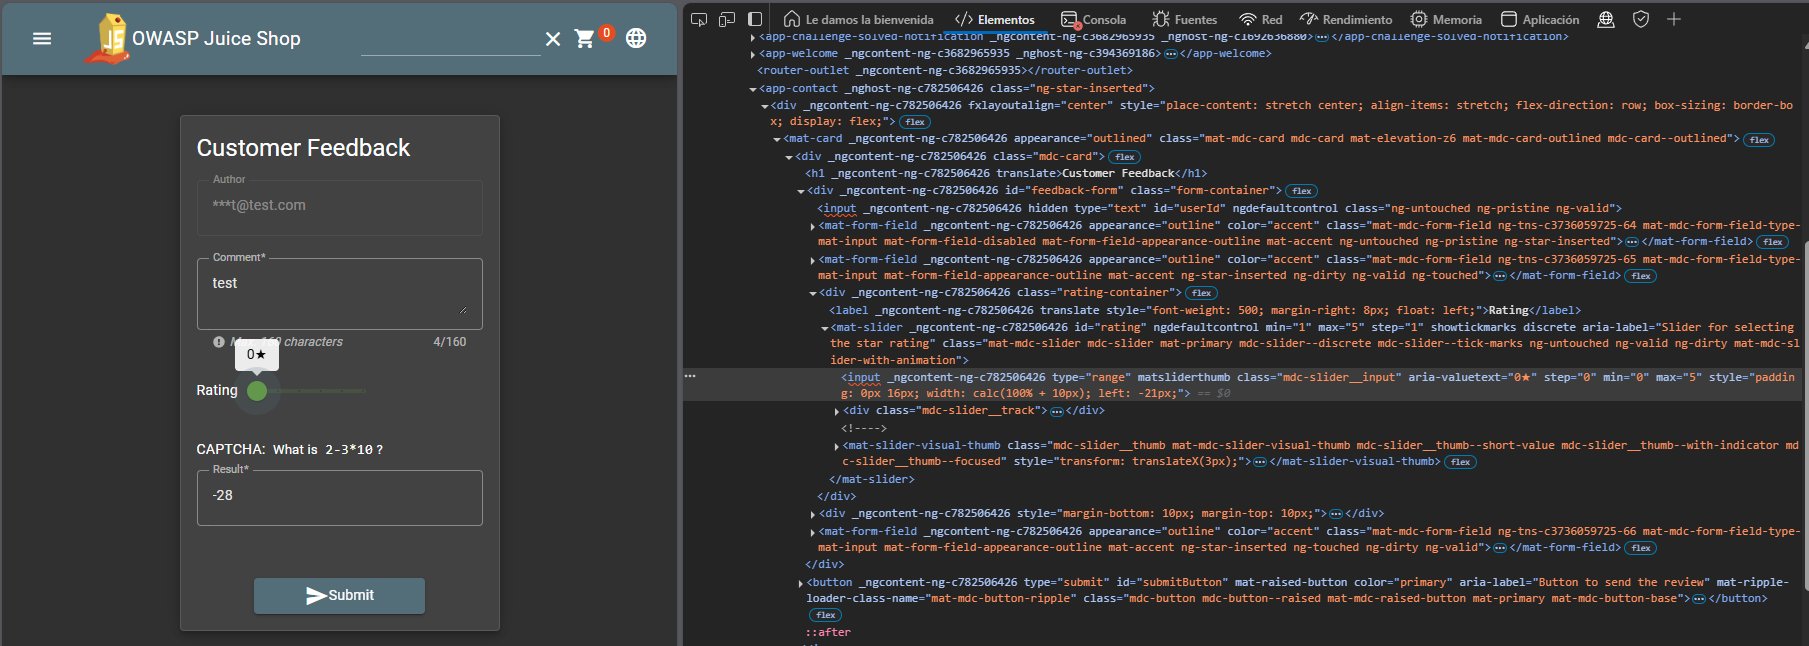 OWASP Juice Shop
0
Customer Feedback
Author
***t@test.com
Comment*
test
characters
4/160
0★
Rating
CAPTCHA: What is 2-3*10 ?
Result*
-28
Submit
Le damos la bienvenida
Elementos
Consola
Fuentes
Red
Rendimiento
Memoria
Aplicación
<app-challenge-solved-notification _ngcontent-ng-c3682965935 _nghost-ng-c1692636880>…</app-challenge-solved-notification>
<app-welcome _ngcontent-ng-c3682965935 _nghost-ng-c394369186>…</app-welcome>
<router-outlet _ngcontent-ng-c3682965935></router-outlet>
<app-contact _nghost-ng-c782506426 class="ng-star-inserted">
<div _ngcontent-ng-c782506426 fxlayoutalign="center" style="place-content: stretch center; align-items: stretch; flex-direction: row; box-sizing: border-bo
x; display: flex;"> flex
<mat-card _ngcontent-ng-c782506426 appearance="outlined" class="mat-mdc-card mdc-card mat-elevation-z6 mat-mdc-card-outlined mdc-card--outlined"> flex
<div _ngcontent-ng-c782506426 class="mdc-card"> flex
<h1 _ngcontent-ng-c782506426 translate>Customer Feedback</h1>
<div _ngcontent-ng-c782506426 id="feedback-form" class="form-container"> flex
<input _ngcontent-ng-c782506426 hidden type="text" id="userId" ngdefaultcontrol class="ng-untouched ng-pristine ng-valid">
<mat-form-field _ngcontent-ng-c782506426 appearance="outline" color="accent" class="mat-mdc-form-field ng-tns-c3736059725-64 mat-mdc-form-field-type-
mat-input mat-form-field-disabled mat-form-field-appearance-outline mat-accent ng-untouched ng-pristine ng-star-inserted">…</mat-form-field> flex
<mat-form-field _ngcontent-ng-c782506426 appearance="outline" color="accent" class="mat-mdc-form-field ng-tns-c3736059725-65 mat-mdc-form-field-type-
mat-input mat-form-field-appearance-outline mat-accent ng-star-inserted ng-dirty ng-valid ng-touched">…</mat-form-field> flex
<div _ngcontent-ng-c782506426 class="rating-container"> flex
<label _ngcontent-ng-c782506426 translate style="font-weight: 500; margin-right: 8px; float: left;">Rating</label>
<mat-slider _ngcontent-ng-c782506426 id="rating" ngdefaultcontrol min="1" max="5" step="1" showtickmarks discrete aria-label="Slider for selecting
the star rating" class="mat-mdc-slider mdc-slider mat-primary mdc-slider--discrete mdc-slider--tick-marks ng-untouched ng-valid ng-dirty mat-mdc-sl
ider-with-animation">
<input _ngcontent-ng-c782506426 type="range" matsliderthumb class="mdc-slider__input" aria-valuetext="0★" step="0" min="0" max="5" style="paddin
g: 0px 16px; width: calc(100% + 10px); left: -21px;"> == $0
<div class="mdc-slider__track">…</div>
<!---->
<mat-slider-visual-thumb class="mdc-slider__thumb mat-mdc-slider-visual-thumb mdc-slider__thumb--short-value mdc-slider__thumb--with-indicator md
c-slider__thumb--focused" style="transform: translateX(3px);">…</mat-slider-visual-thumb> flex
</mat-slider>
</div>
<div _ngcontent-ng-c782506426 style="margin-bottom: 10px; margin-top: 10px;">…</div>
<mat-form-field _ngcontent-ng-c782506426 appearance="outline" color="accent" class="mat-mdc-form-field ng-tns-c3736059725-66 mat-mdc-form-field-type-
mat-input mat-form-field-appearance-outline mat-accent ng-star-inserted ng-touched ng-dirty ng-valid">…</mat-form-field> flex
</div>
<button _ngcontent-ng-c782506426 type="submit" id="submitButton" mat-raised-button color="primary" aria-label="Button to send the review" mat-ripple-
loader-class-name="mat-mdc-button-ripple" class="mdc-button mdc-button--raised mat-mdc-raised-button mat-primary mat-mdc-button-base">…</button>
flex
::after